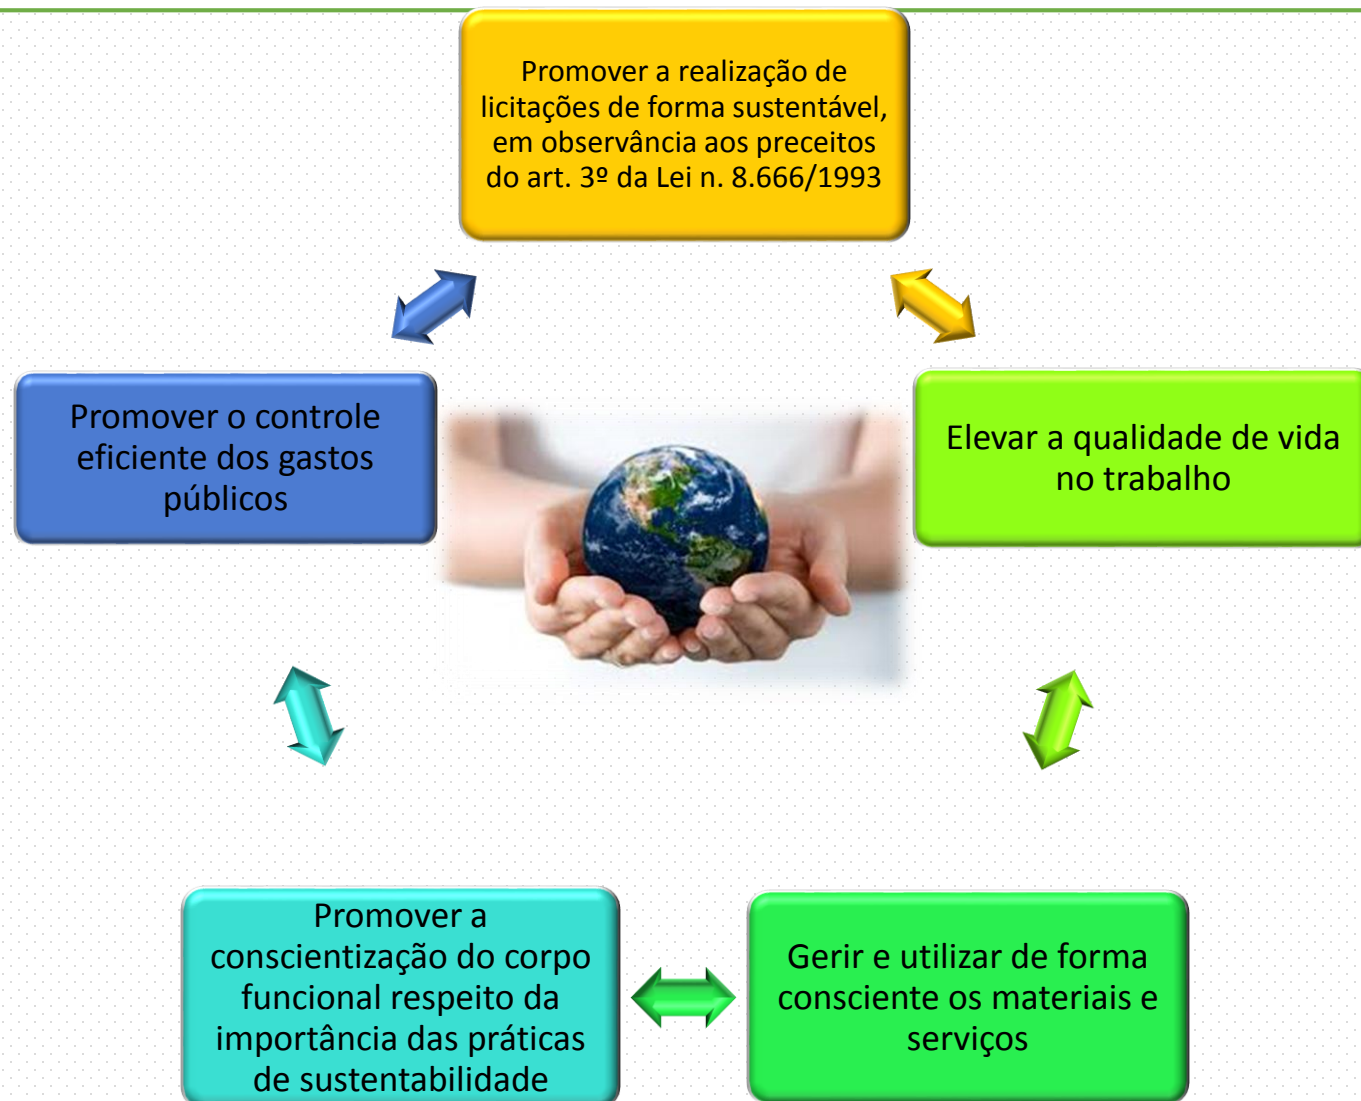 Promover a realização de
licitações de forma sustentável,
em observância aos preceitos
do art. 3º da Lei n. 8.666/1993
Promover o controle
eficiente dos gastos
públicos
Elevar a qualidade de vida
no trabalho
Promover a
conscientização do corpo
funcional respeito da
importância das práticas
de sustentabilidade
Gerir e utilizar de forma
consciente os materiais e
serviços